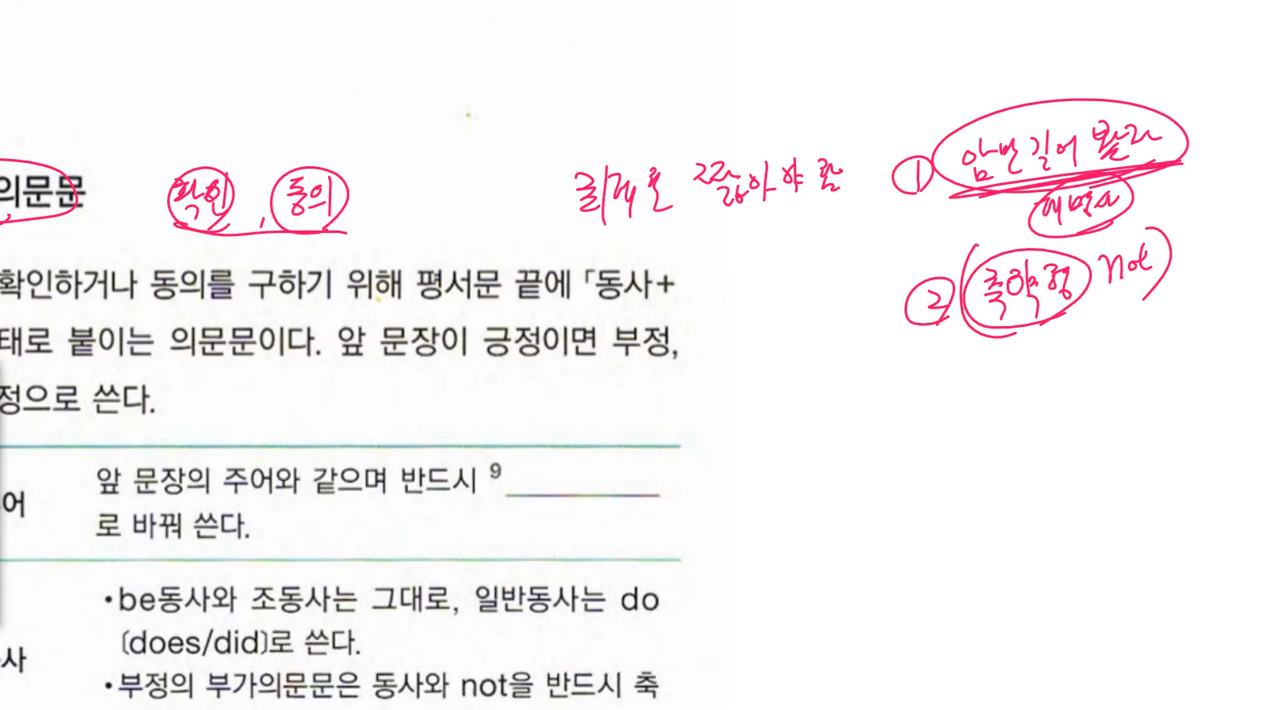 의문문
확인, 동의
짧아야 함
①
대명사
② (축약형 not)
확인하거나 동의를 구하기 위해 평서문 끝에 「동사+
태로 붙이는 의문문이다. 앞 문장이 긍정이면 부정,
정으로 쓴다.
어
앞 문장의 주어와 같으며 반드시 9
로 바꿔 쓴다.
사
•be동사와 조동사는 그대로, 일반동사는 do
(does/did)로 쓴다.
•부정의 부가의문문은 동사와 not을 반드시 축